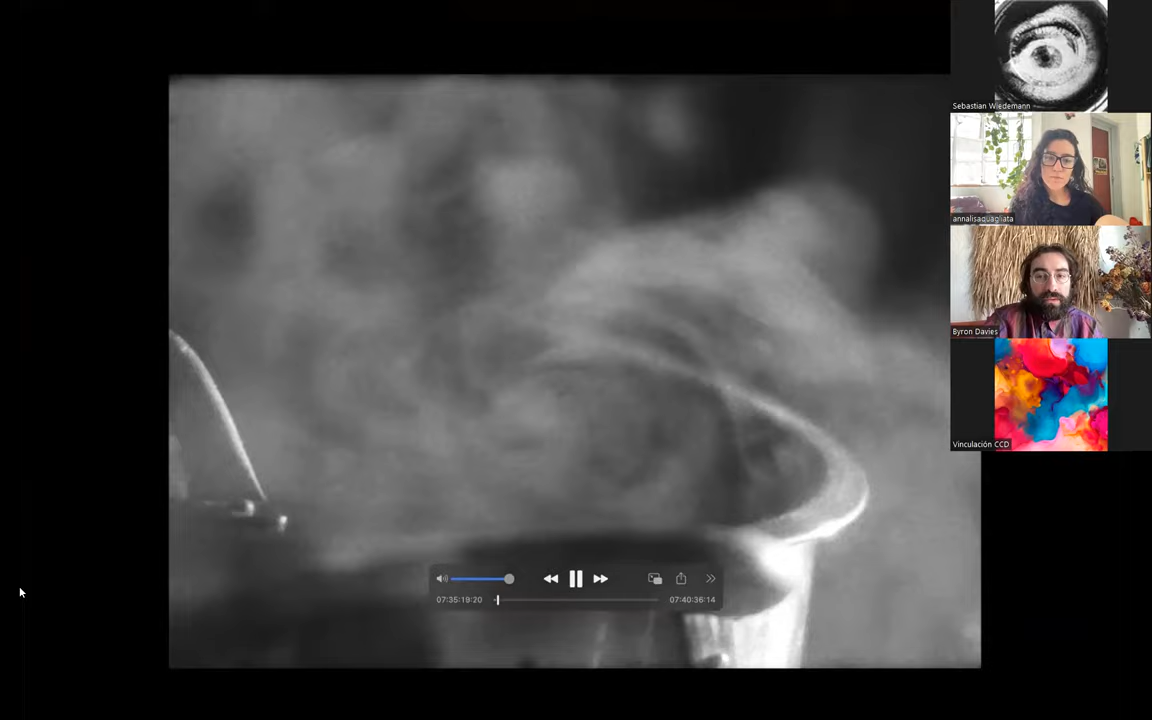 Sebastian Wiedemann
annalisaquagliata
Byron Davies
Vinculación CCD
07:35:19:20
07:40:36:14